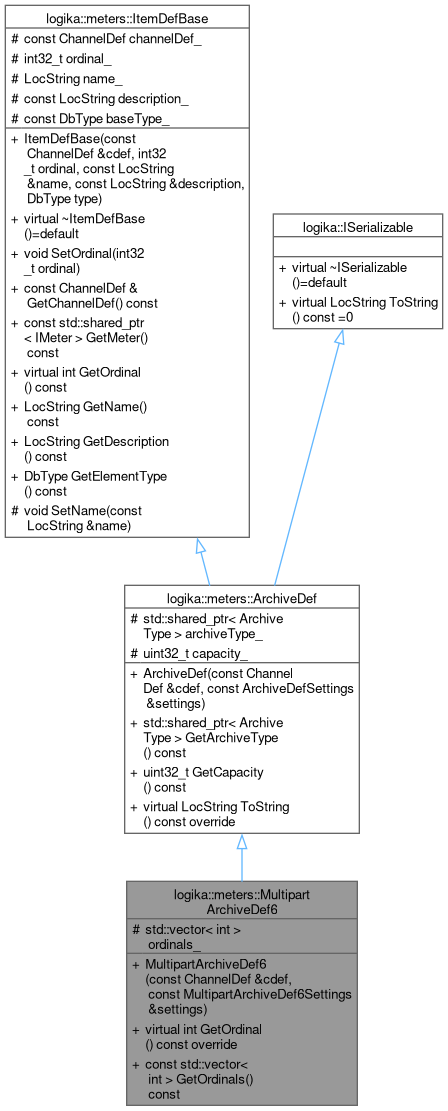 logika::meters::ItemDefBase
# const ChannelDef channelDef_
# int32_t ordinal_
# LocString name_
# const LocString description_
# const DbType baseType_
+ ItemDefBase(const
ChannelDef &cdef, int32
_t ordinal, const LocString
&name, const LocString &description,
DbType type)
+ virtual ~ItemDefBase
()=default
+ void SetOrdinal(int32
_t ordinal)
+ const ChannelDef &
GetChannelDef() const
+ const std::shared_ptr
< IMeter > GetMeter()
const
+ virtual int GetOrdinal
() const
+ LocString GetName()
const
+ LocString GetDescription
() const
+ DbType GetElementType
() const
# void SetName(const
LocString &name)
logika::ISerializable
+ virtual ~ISerializable
()=default
+ virtual LocString ToString
() const =0
logika::meters::ArchiveDef
# std::shared_ptr< Archive
Type > archiveType_
# uint32_t capacity_
+ ArchiveDef(const Channel
Def &cdef, const ArchiveDefSettings
&settings)
+ std::shared_ptr< Archive
Type > GetArchiveType
() const
+ uint32_t GetCapacity
() const
+ virtual LocString ToString
() const override
logika::meters::Multipart
ArchiveDef6
# std::vector< int >
ordinals_
+ MultipartArchiveDef6
(const ChannelDef &cdef,
const MultipartArchiveDef6Settings
&settings)
+ virtual int GetOrdinal
() const override
+ const std::vector<
int > GetOrdinals()
const